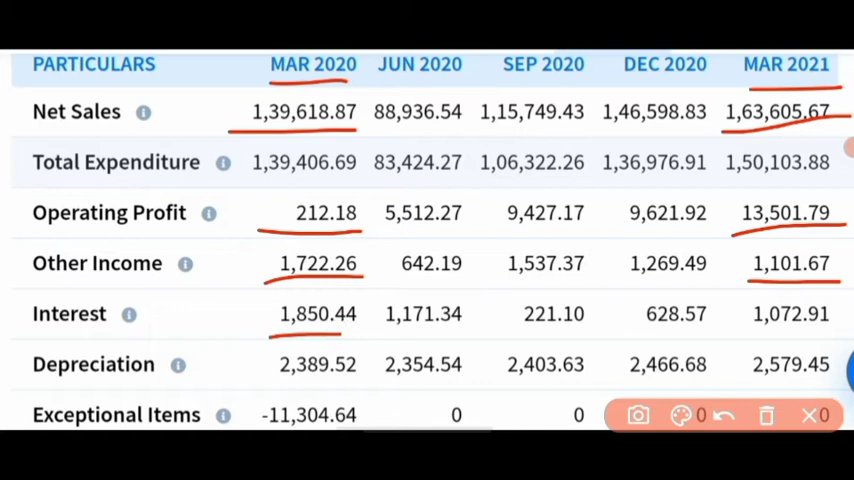 PARTICULARS MAR 2020 JUN 2020 SEP 2020 DEC 2020 MAR 2021
Net Sales 1,39,618.87 88,936.54 1,15,749.43 1,46,598.83 1,63,605.67
Total Expenditure 1,39,406.69 83,424.27 1,06,322.26 1,36,976.91 1,50,103.88
Operating Profit 212.18 5,512.27 9,427.17 9,621.92 13,501.79
Other Income 1,722.26 642.19 1,537.37 1,269.49 1,101.67
Interest 1,850.44 1,171.34 221.10 628.57 1,072.91
Depreciation 2,389.52 2,354.54 2,403.63 2,466.68 2,579.45
Exceptional Items -11,304.64 0 0 0 0